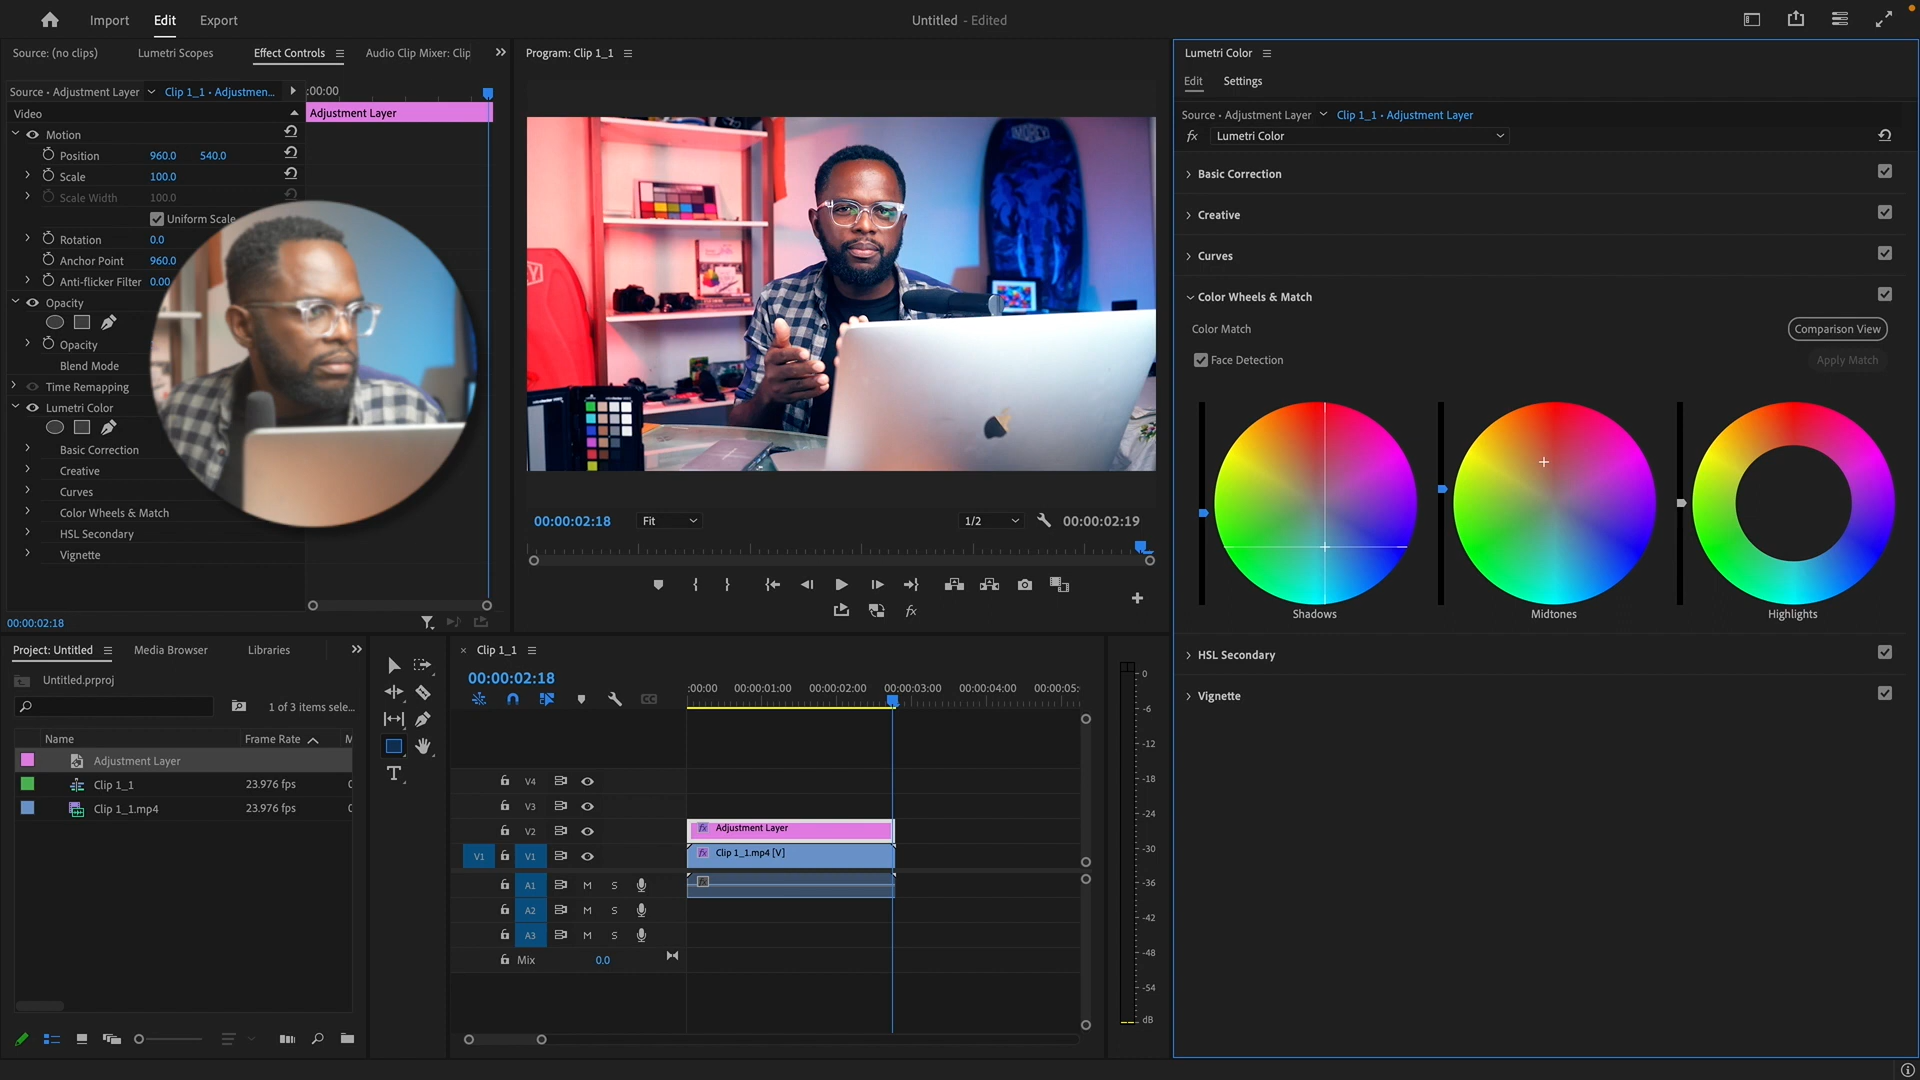 Import
Edit
Export
Untitled - Edited
Source: (no clips)
Lumetri Scopes
Effect Controls
Audio Clip Mixer: Clip
Source • Adjustment Layer
Clip 1_1 • Adjustmen...
:00:00
Video
Adjustment Layer
Motion
Position
960.0
540.0
Scale
100.0
Scale Width
100.0
Uniform Scale
Rotation
0.0
Anchor Point
960.0
Anti-flicker Filter
0.00
Opacity
Opacity
Blend Mode
Time Remapping
Lumetri Color
Basic Correction
Creative
Curves
Color Wheels & Match
HSL Secondary
Vignette
00:00:02:18
Program: Clip 1_1
00:00:02:18
Fit
1/2
00:00:02:19
fx
Lumetri Color
Edit
Settings
Source • Adjustment Layer
Clip 1_1 • Adjustment Layer
fx
Lumetri Color
Basic Correction
Creative
Curves
Color Wheels & Match
Color Match
Comparison View
Face Detection
Apply Match
Shadows
Midtones
Highlights
HSL Secondary
Vignette
Project: Untitled
Media Browser
Libraries
Untitled.prproj
1 of 3 items sele...
Name
Frame Rate
Adjustment Layer
Clip 1_1
23.976 fps
Clip 1_1.mp4
23.976 fps
T
× Clip 1_1
00:00:02:18
CC
:00:00
00:00:01:00
00:00:02:00
00:00:03:00
00:00:04:00
00:00:05:
V4
V3
V2
fx Adjustment Layer
V1
V1
fx Clip 1_1.mp4 [V]
A1
M
S
A2
M
S
A3
M
S
Mix
0.0
0
-6
-12
-18
-24
-30
-36
-42
-48
-54
dB